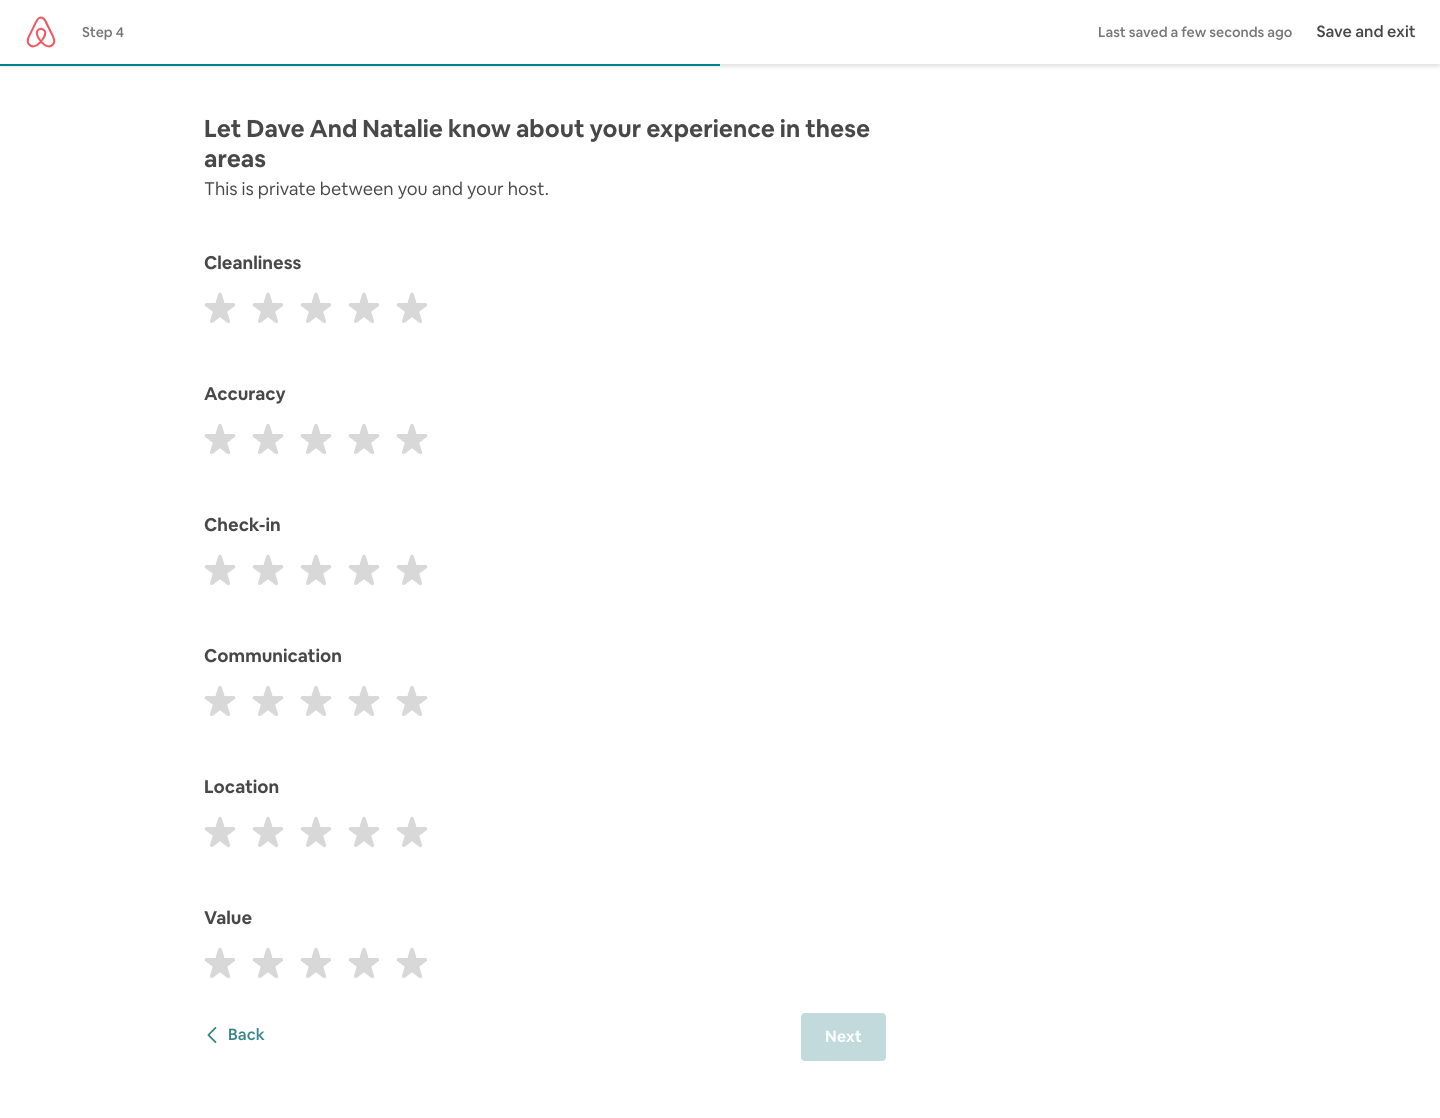 Step 4
Last saved a few seconds ago
Save and exit
Let Dave And Natalie know about your experience in these
areas
This is private between you and your host.
Cleanliness
Accuracy
Check-in
Communication
Location
Value
Back
Next